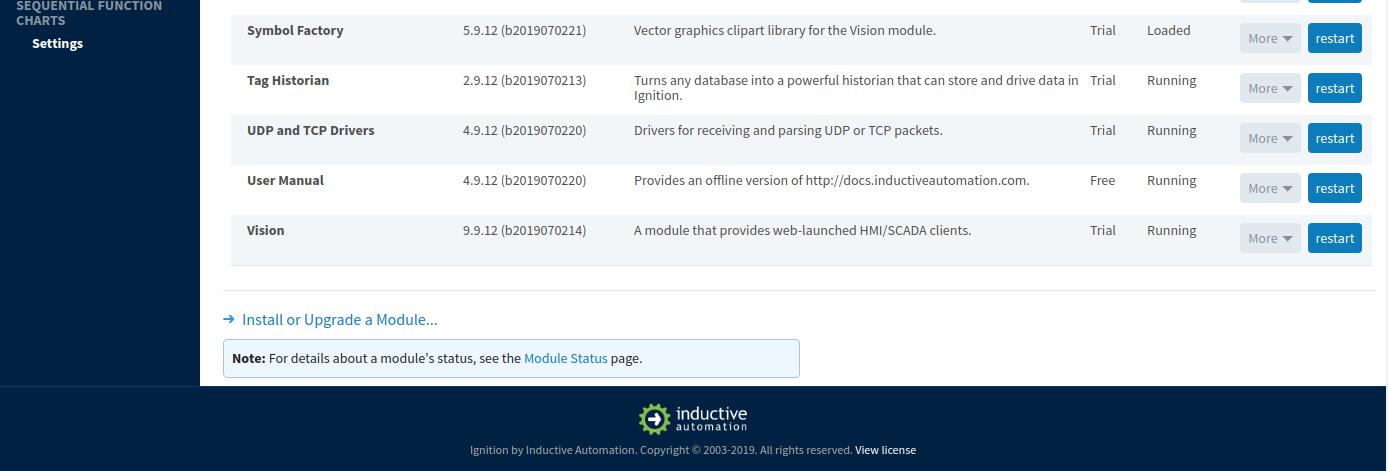 SEQUENTIAL FUNCTION
CHARTS
Settings
Symbol Factory 5.9.12 (b2019070221) Vector graphics clipart library for the Vision module. Trial Loaded More restart
Tag Historian 2.9.12 (b2019070213) Turns any database into a powerful historian that can store and drive data in Trial Running More restart
Ignition.
UDP and TCP Drivers 4.9.12 (b2019070220) Drivers for receiving and parsing UDP or TCP packets. Trial Running More restart
User Manual 4.9.12 (b2019070220) Provides an offline version of http://docs.inductiveautomation.com. Free Running More restart
Vision 9.9.12 (b2019070214) A module that provides web-launched HMI/SCADA clients. Trial Running More restart
Install or Upgrade a Module...
Note: For details about a module's status, see the Module Status page.
inductive
automation
Ignition by Inductive Automation. Copyright © 2003-2019. All rights reserved. View license